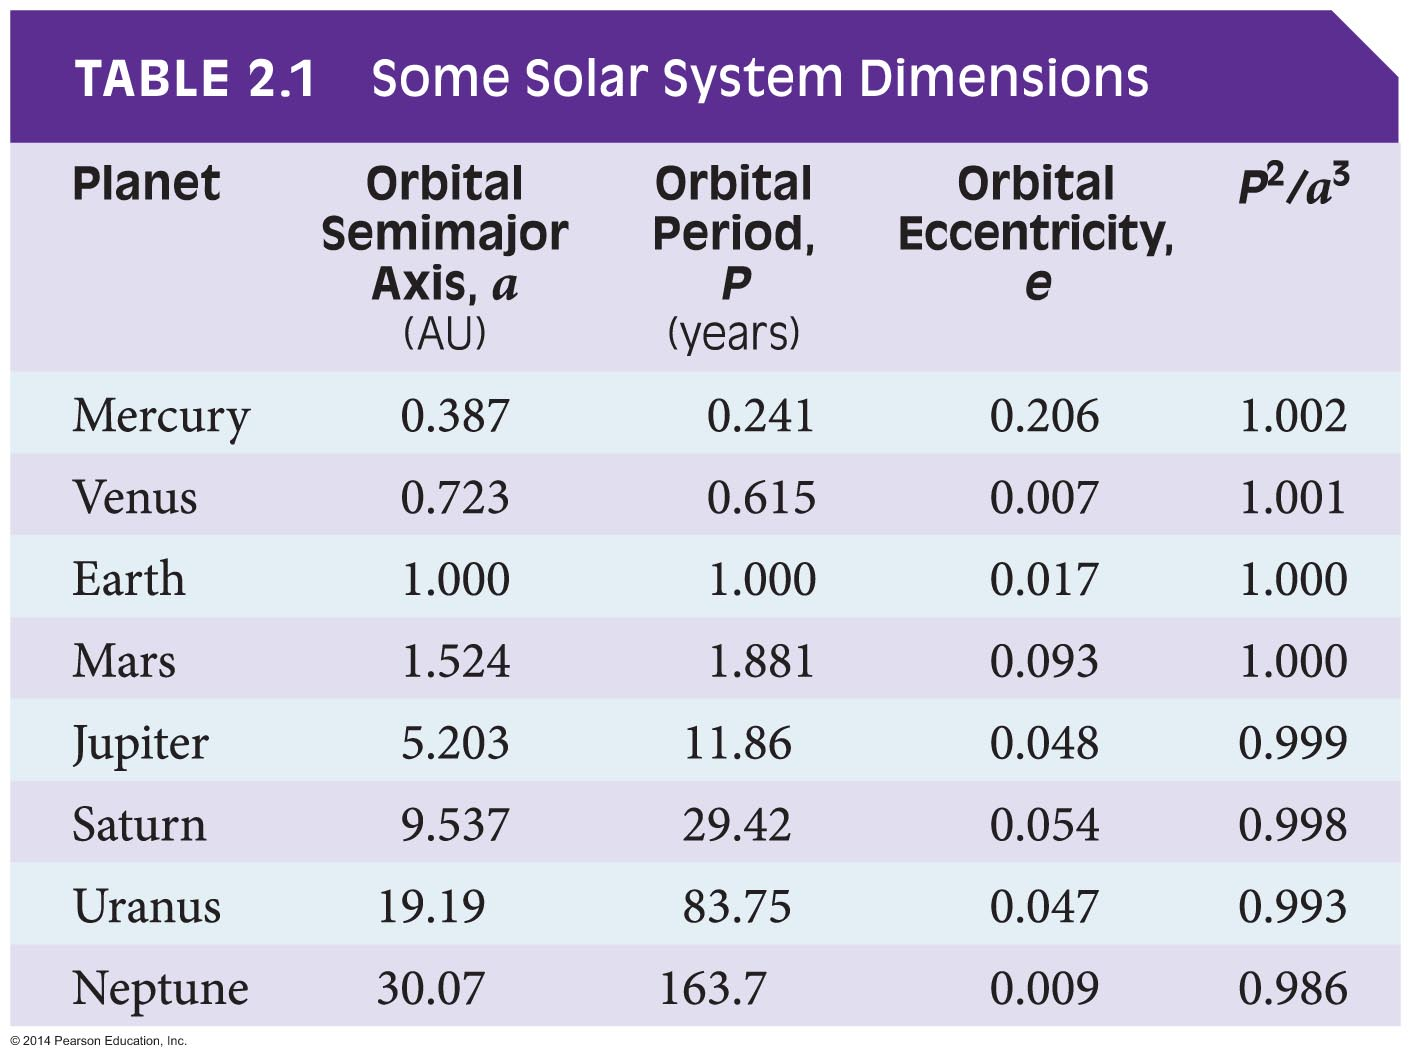 TABLE 2.1 Some Solar System Dimensions
Planet Orbital Semimajor Axis, a (AU) Orbital Period, P (years) Orbital Eccentricity, e P²/a³
Mercury 0.387 0.241 0.206 1.002
Venus 0.723 0.615 0.007 1.001
Earth 1.000 1.000 0.017 1.000
Mars 1.524 1.881 0.093 1.000
Jupiter 5.203 11.86 0.048 0.999
Saturn 9.537 29.42 0.054 0.998
Uranus 19.19 83.75 0.047 0.993
Neptune 30.07 163.7 0.009 0.986
© 2014 Pearson Education, Inc.